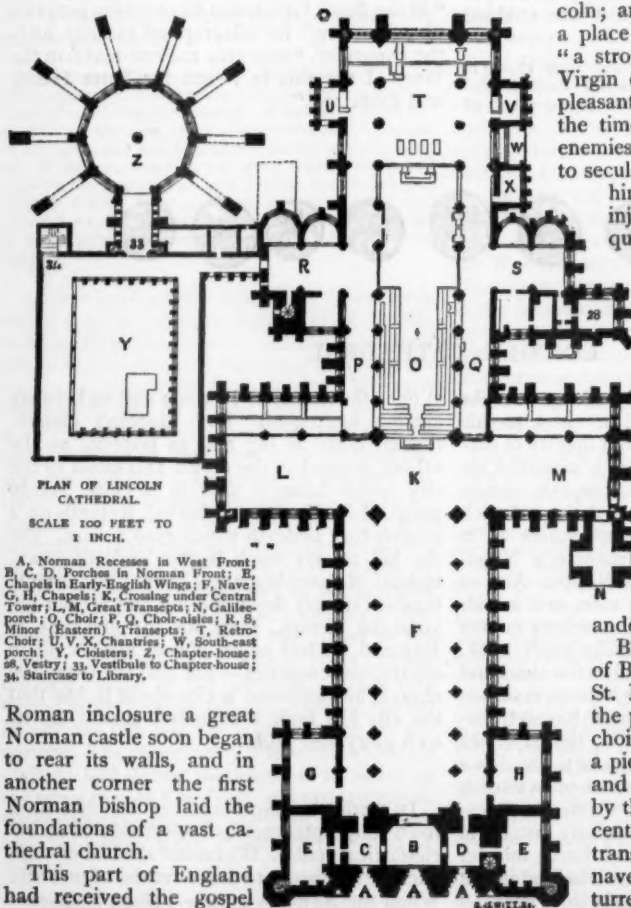 coln; an
a place
"a stro
Virgin
pleasant
the time
enemies
to secul
him
inj
qu
U
T
V
W
X
Z
33
34
R
S
28
Y
P
O
Q
PLAN OF LINCOLN
CATHEDRAL.
SCALE 100 FEET TO
1 INCH.
L
K
M
N
A, Norman Recesses in West Front;
B, C, D, Porches in Norman Front; E,
Chapels in Early-English Wings; F, Nave;
G, H, Chapels; K, Crossing under Central
Tower; L, M, Great Transepts; N, Galilee-
porch; O, Choir; P, Q, Choir-aisles; R, S,
Minor (Eastern) Transepts; T, Retro-
Choir; U, V, X, Chantries; W, South-east
porch; Y, Cloisters; Z, Chapter-house;
28, Vestry; 33, Vestibule to Chapter-house;
34, Staircase to Library.
F
G
H
E
C
B
D
E
A
A
A
Roman inclosure a great
Norman castle soon began
to rear its walls, and in
another corner the first
Norman bishop laid the
foundations of a vast ca-
thedral church.
This part of England
had received the gospel
ande
B
of B
St.
the p
choi
a pie
and
by th
cent
trans
nave
turre